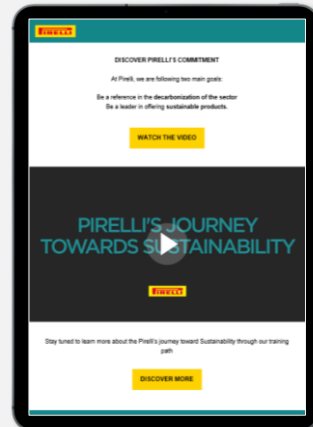 PIRELLI
DISCOVER PIRELLI'S COMMITMENT
At Pirelli, we are following two main goals:
Be a reference in the decarbonization of the sector
Be a leader in offering sustainable products.
WATCH THE VIDEO
PIRELLI'S JOURNEY
TOWARDS SUSTAINABILITY
PIRELLI
Stay tuned to learn more about the Pirelli's journey toward Sustainability through our training
path
DISCOVER MORE